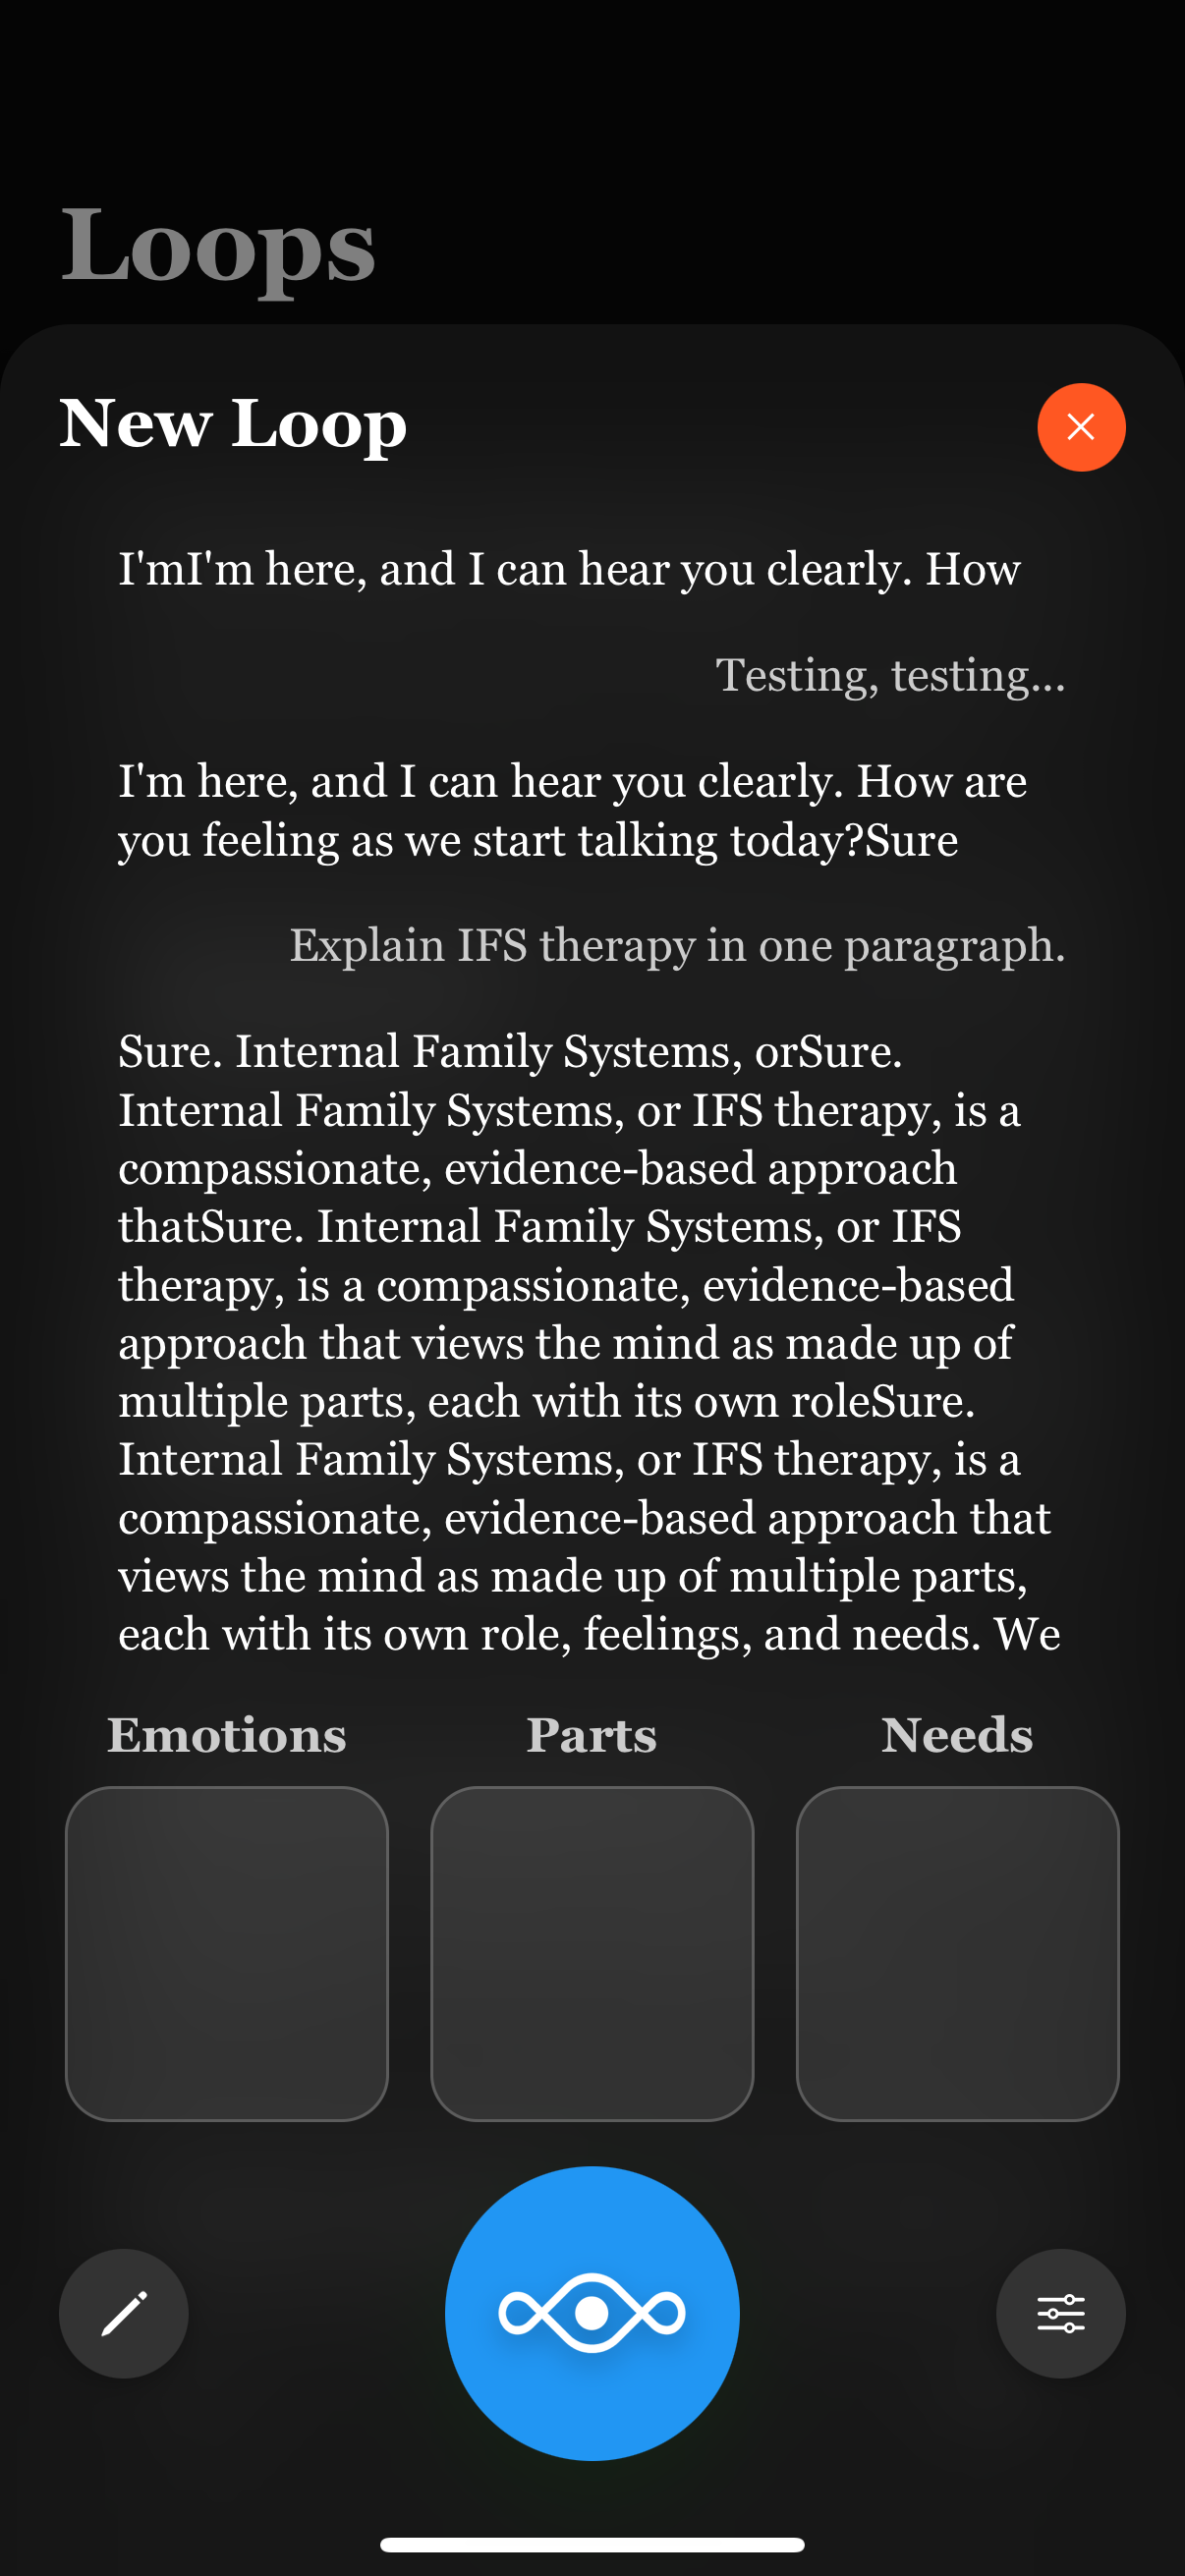 Loops
New Loop
I'mI'm here, and I can hear you clearly. How
Testing, testing...
I'm here, and I can hear you clearly. How are
you feeling as we start talking today?Sure
Explain IFS therapy in one paragraph.
Sure. Internal Family Systems, orSure.
Internal Family Systems, or IFS therapy, is a
compassionate, evidence-based approach
thatSure. Internal Family Systems, or IFS
therapy, is a compassionate, evidence-based
approach that views the mind as made up of
multiple parts, each with its own roleSure.
Internal Family Systems, or IFS therapy, is a
compassionate, evidence-based approach that
views the mind as made up of multiple parts,
each with its own role, feelings, and needs. We
Emotions Parts Needs